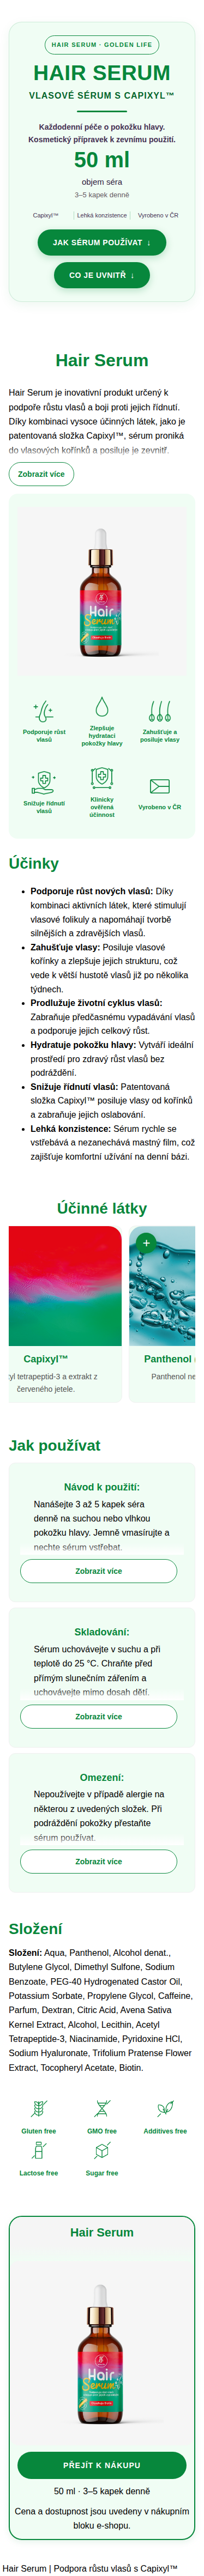 HAIR SERUM · GOLDEN LIFE
HAIR SERUM
VLASOVÉ SÉRUM S CAPIXYL™
Každodenní péče o pokožku hlavy.
Kosmetický přípravek k zevnímu použití.
50 ml
objem séra
3–5 kapek denně
Capixyl™
Lehká konzistence
Vyrobeno v ČR
JAK SÉRUM POUŽÍVAT ↓
CO JE UVNITŘ ↓
Hair Serum
Hair Serum je inovativní produkt určený k
podpoře růstu vlasů a boji proti jejich řídnutí.
Díky kombinaci vysoce účinných látek, jako je
patentovaná složka Capixyl™, sérum proniká
do vlasových kořínků a posiluje je zevnitř.
Zobrazit více
Hair
Serum
Podporuje růst
vlasů
Zlepšuje
hydrataci
pokožky hlavy
Zahušťuje a
posiluje vlasy
Snižuje řídnutí
vlasů
Klinicky
ověřená
účinnost
Vyrobeno v ČR
Účinky
• Podporuje růst nových vlasů: Díky
kombinaci aktivních látek, které stimulují
vlasové folikuly a napomáhají tvorbě
silnějších a zdravějších vlasů.
• Zahušťuje vlasy: Posiluje vlasové
kořínky a zlepšuje jejich strukturu, což
vede k větší hustotě vlasů již po několika
týdnech.
• Prodlužuje životní cyklus vlasů:
Zabraňuje předčasnému vypadávání vlasů
a podporuje jejich celkový růst.
• Hydratuje pokožku hlavy: Vytváří ideální
prostředí pro zdravý růst vlasů bez
podráždění.
• Snižuje řídnutí vlasů: Patentovaná
složka Capixyl™ posiluje vlasy od kořínků
a zabraňuje jejich oslabování.
• Lehká konzistence: Sérum rychle se
vstřebává a nezanechává mastný film, což
zajišťuje komfortní užívání na denní bázi.
Účinné látky
+
Capixyl™
yl tetrapeptid-3 a extrakt z
červeného jetele.
Panthenol
Panthenol ne
Jak používat
Návod k použití:
Nanášejte 3 až 5 kapek séra
denně na suchou nebo vlhkou
pokožku hlavy. Jemně vmasírujte a
nechte sérum vstřebat.
Zobrazit více
Skladování:
Sérum uchovávejte v suchu a při
teplotě do 25 °C. Chraňte před
přímým slunečním zářením a
uchovávejte mimo dosah dětí.
Zobrazit více
Omezení:
Nepoužívejte v případě alergie na
některou z uvedených složek. Při
podráždění pokožky přestaňte
sérum používat.
Zobrazit více
Složení
Složení: Aqua, Panthenol, Alcohol denat.,
Butylene Glycol, Dimethyl Sulfone, Sodium
Benzoate, PEG-40 Hydrogenated Castor Oil,
Potassium Sorbate, Propylene Glycol, Caffeine,
Parfum, Dextran, Citric Acid, Avena Sativa
Kernel Extract, Alcohol, Lecithin, Acetyl
Tetrapeptide-3, Niacinamide, Pyridoxine HCl,
Sodium Hyaluronate, Trifolium Pratense Flower
Extract, Tocopheryl Acetate, Biotin.
Gluten free
GMO free
Additives free
Lactose free
Sugar free
Hair Serum
Hair
Serum
PŘEJÍT K NÁKUPU
50 ml · 3–5 kapek denně
Cena a dostupnost jsou uvedeny v nákupním
bloku e-shopu.
Hair Serum | Podpora růstu vlasů s Capixyl™